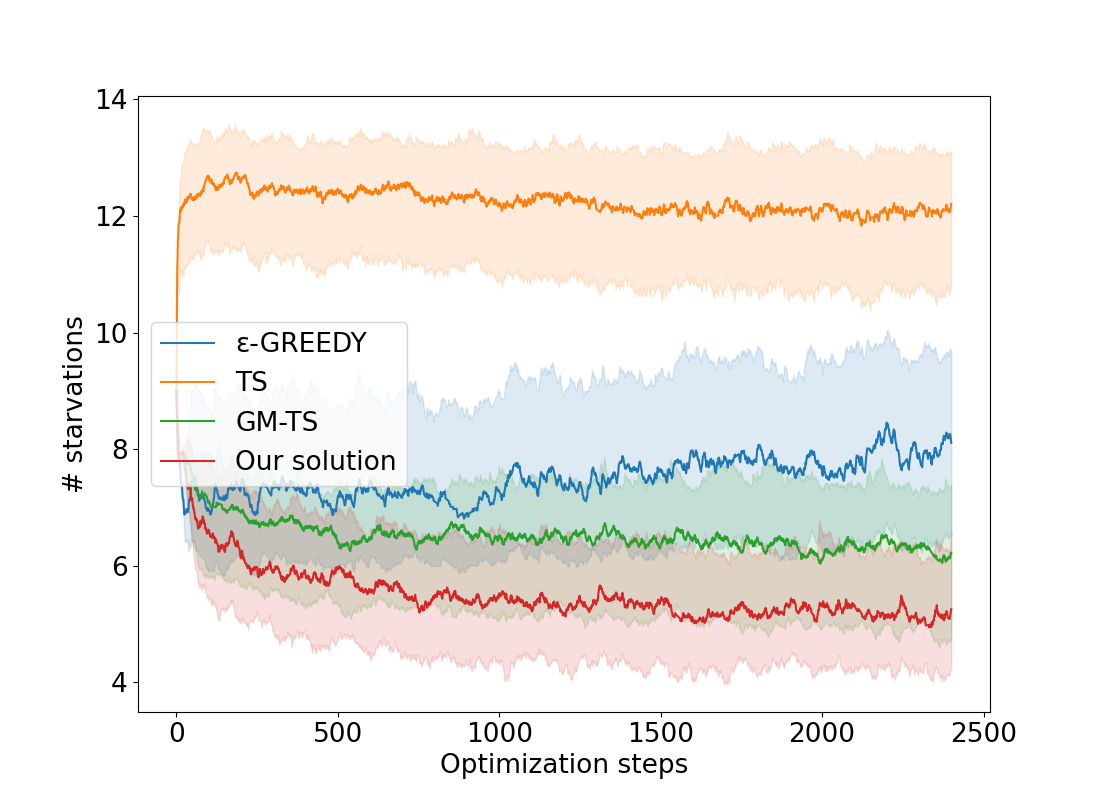 14
12
10
8
6
4
# starvations
ε-GREEDY
TS
GM-TS
Our solution
0 500 1000 1500 2000 2500
Optimization steps